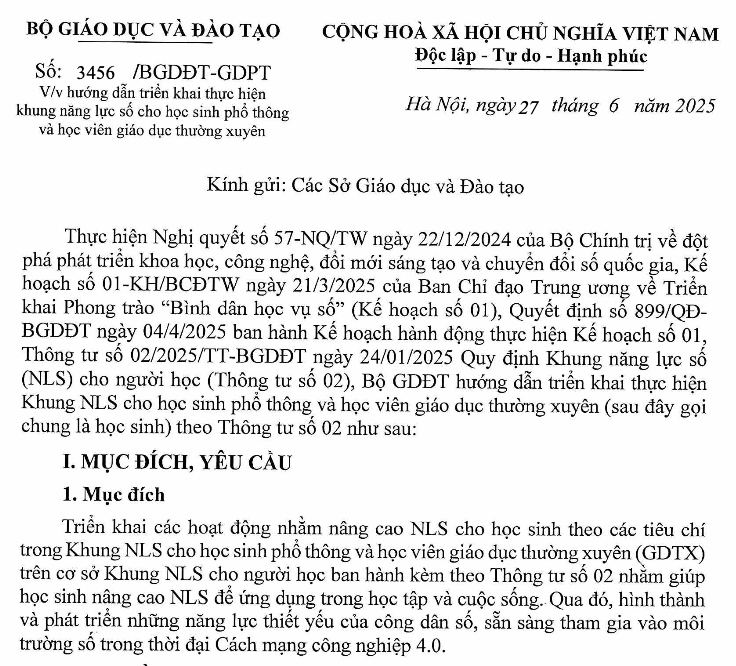 BỘ GIÁO DỤC VÀ ĐÀO TẠO
CỘNG HOÀ XÃ HỘI CHỦ NGHĨA VIỆT NAM
Độc lập - Tự do - Hạnh phúc
Số: 3456 /BGDĐT-GDPT
V/v hướng dẫn triển khai thực hiện
khung năng lực số cho học sinh phổ thông
và học viên giáo dục thường xuyên
Hà Nội, ngày 27 tháng 6 năm 2025
Kính gửi: Các Sở Giáo dục và Đào tạo
Thực hiện Nghị quyết số 57-NQ/TW ngày 22/12/2024 của Bộ Chính trị về đột
phá phát triển khoa học, công nghệ, đổi mới sáng tạo và chuyển đổi số quốc gia, Kế
hoạch số 01-KH/BCĐTW ngày 21/3/2025 của Ban Chỉ đạo Trung ương về Triển
khai Phong trào “Bình dân học vụ số” (Kế hoạch số 01), Quyết định số 899/QĐ-
BGDĐT ngày 04/4/2025 ban hành Kế hoạch hành động thực hiện Kế hoạch số 01,
Thông tư số 02/2025/TT-BGDĐT ngày 24/01/2025 Quy định Khung năng lực số
(NLS) cho người học (Thông tư số 02), Bộ GDĐT hướng dẫn triển khai thực hiện
Khung NLS cho học sinh phổ thông và học viên giáo dục thường xuyên (sau đây gọi
chung là học sinh) theo Thông tư số 02 như sau:
I. MỤC ĐÍCH, YÊU CẦU
1. Mục đích
Triển khai các hoạt động nhằm nâng cao NLS cho học sinh theo các tiêu chí
trong Khung NLS cho học sinh phổ thông và học viên giáo dục thường xuyên (GDTX)
trên cơ sở Khung NLS cho người học ban hành kèm theo Thông tư số 02 nhằm giúp
học sinh nâng cao NLS để ứng dụng trong học tập và cuộc sống. Qua đó, hình thành
và phát triển những năng lực thiết yếu của công dân số, sẵn sàng tham gia vào môi
trường số trong thời đại Cách mạng công nghiệp 4.0.